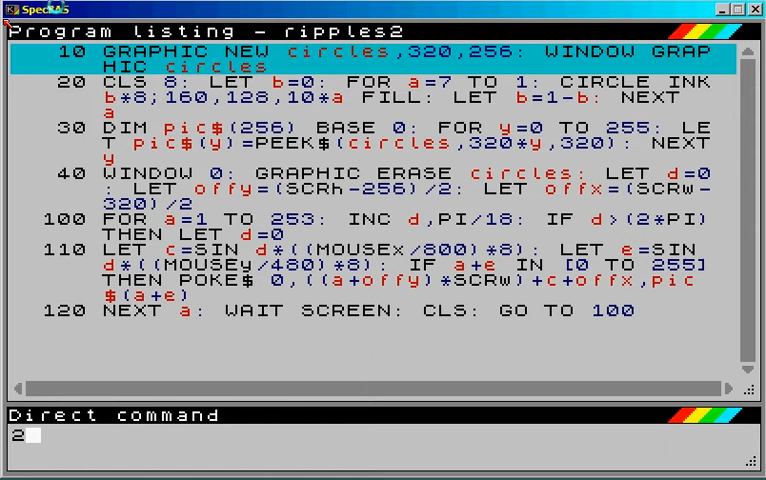 SpecBAS
Program listing - ripples2
10 GRAPHIC NEW circles,320,256: WINDOW GRAP
HIC circles
20 CLS 8: LET b=0: FOR a=7 TO 1: CIRCLE INK
b*8;160,128,10*a FILL: LET b=1-b: NEXT
a
30 DIM pic$(256) BASE 0: FOR y=0 TO 255: LE
T pic$(y)=PEEK$(circles,320*y,320): NEXT
y
40 WINDOW 0: GRAPHIC ERASE circles: LET d=0
: LET offy=(SCRh-256)/2: LET offx=(SCRw-
320)/2
100 FOR a=1 TO 253: INC d,PI/18: IF d>(2*PI)
THEN LET d=0
110 LET c=SIN d*((MOUSEx/800)*8): LET e=SIN
d*((MOUSEy/480)*8): IF a+e IN [0 TO 255]
THEN POKE$ 0,((a+offy)*SCRw)+c+offx,pic
$(a+e)
120 NEXT a: WAIT SCREEN: CLS: GO TO 100
Direct command
2